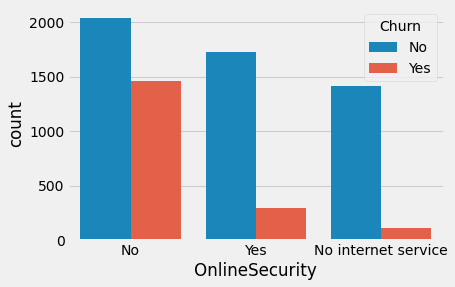 Churn
No
Yes
2000
1500
1000
500
0
count
No
Yes
No internet service
OnlineSecurity